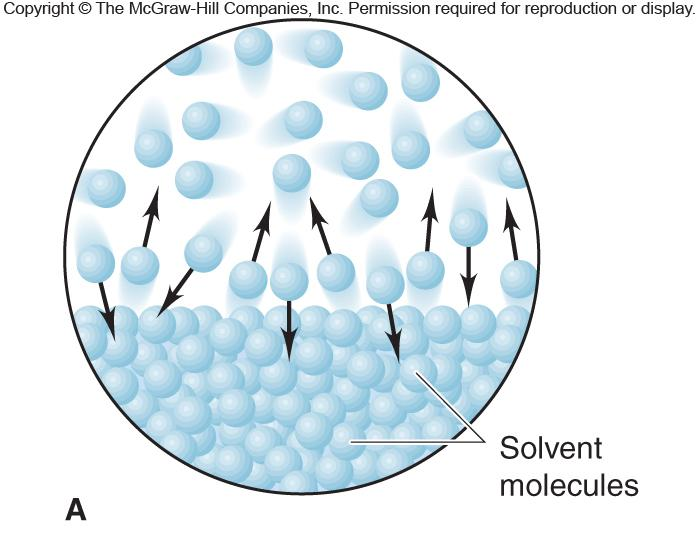 Copyright © The McGraw-Hill Companies, Inc. Permission required for reproduction or display.
Solvent
molecules
A